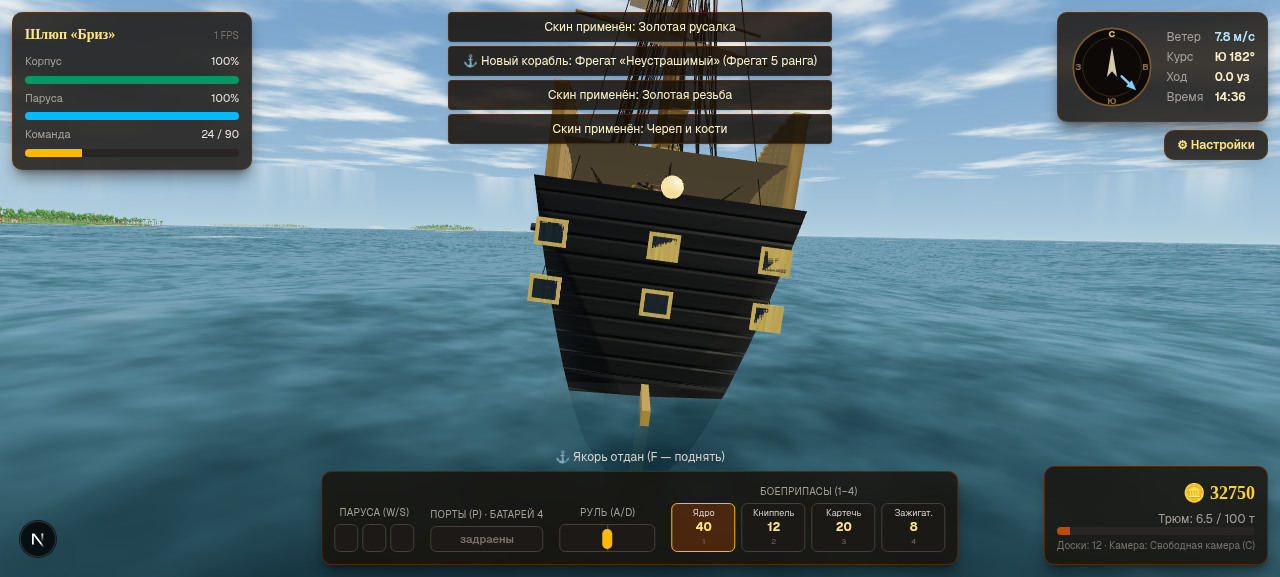 Шлюп «Бриз»
1 FPS
Корпус 100%
Паруса 100%
Команда 24 / 90
Скин применён: Золотая русалка
⚓ Новый корабль: Фрегат «Неустрашимый» (Фрегат 5 ранга)
Скин применён: Золотая резьба
Скин применён: Череп и кости
С
З
В
Ю
Ветер 7.8 м/с
Курс Ю 182°
Ход 0.0 уз
Время 14:36
⚙ Настройки
⚓ Якорь отдан (F — поднять)
ПАРУСА (W/S)
ПОРТЫ (P) · БАТАРЕЙ 4
задраены
РУЛЬ (A/D)
БОЕПРИПАСЫ (1–4)
Ядро
40
1
Книппель
12
2
Картечь
20
3
Зажигат.
8
4
🪙 32750
Трюм: 6.5 / 100 т
Доски: 12 · Камера: Свободная камера (C)
N